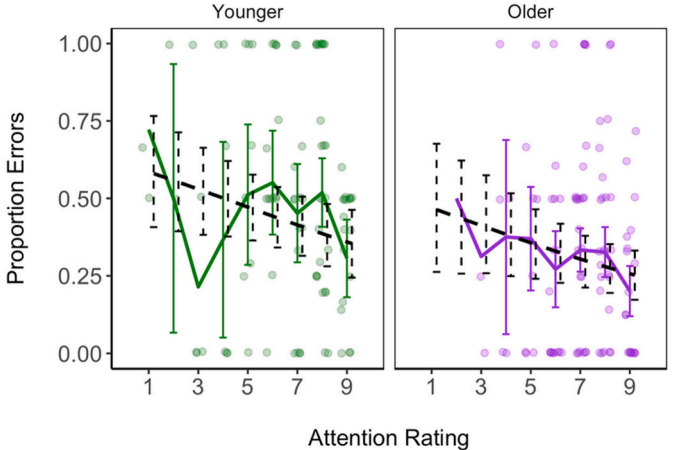 Younger Older
Proportion Errors
1.00
0.75
0.50
0.25
0.00
1 3 5 7 9 1 3 5 7 9
Attention Rating